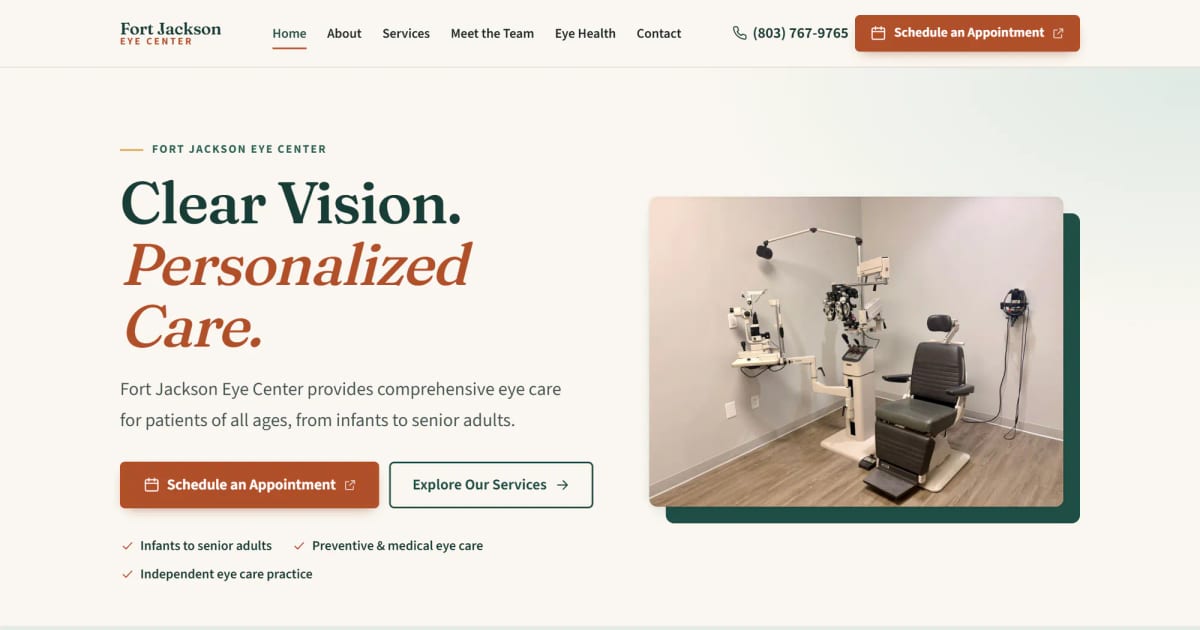 Fort Jackson
EYE CENTER
Home
About
Services
Meet the Team
Eye Health
Contact
(803) 767-9765
Schedule an Appointment
FORT JACKSON EYE CENTER
Clear Vision.
Personalized
Care.
Fort Jackson Eye Center provides comprehensive eye care
for patients of all ages, from infants to senior adults.
Schedule an Appointment
Explore Our Services
Infants to senior adults
Preventive & medical eye care
Independent eye care practice